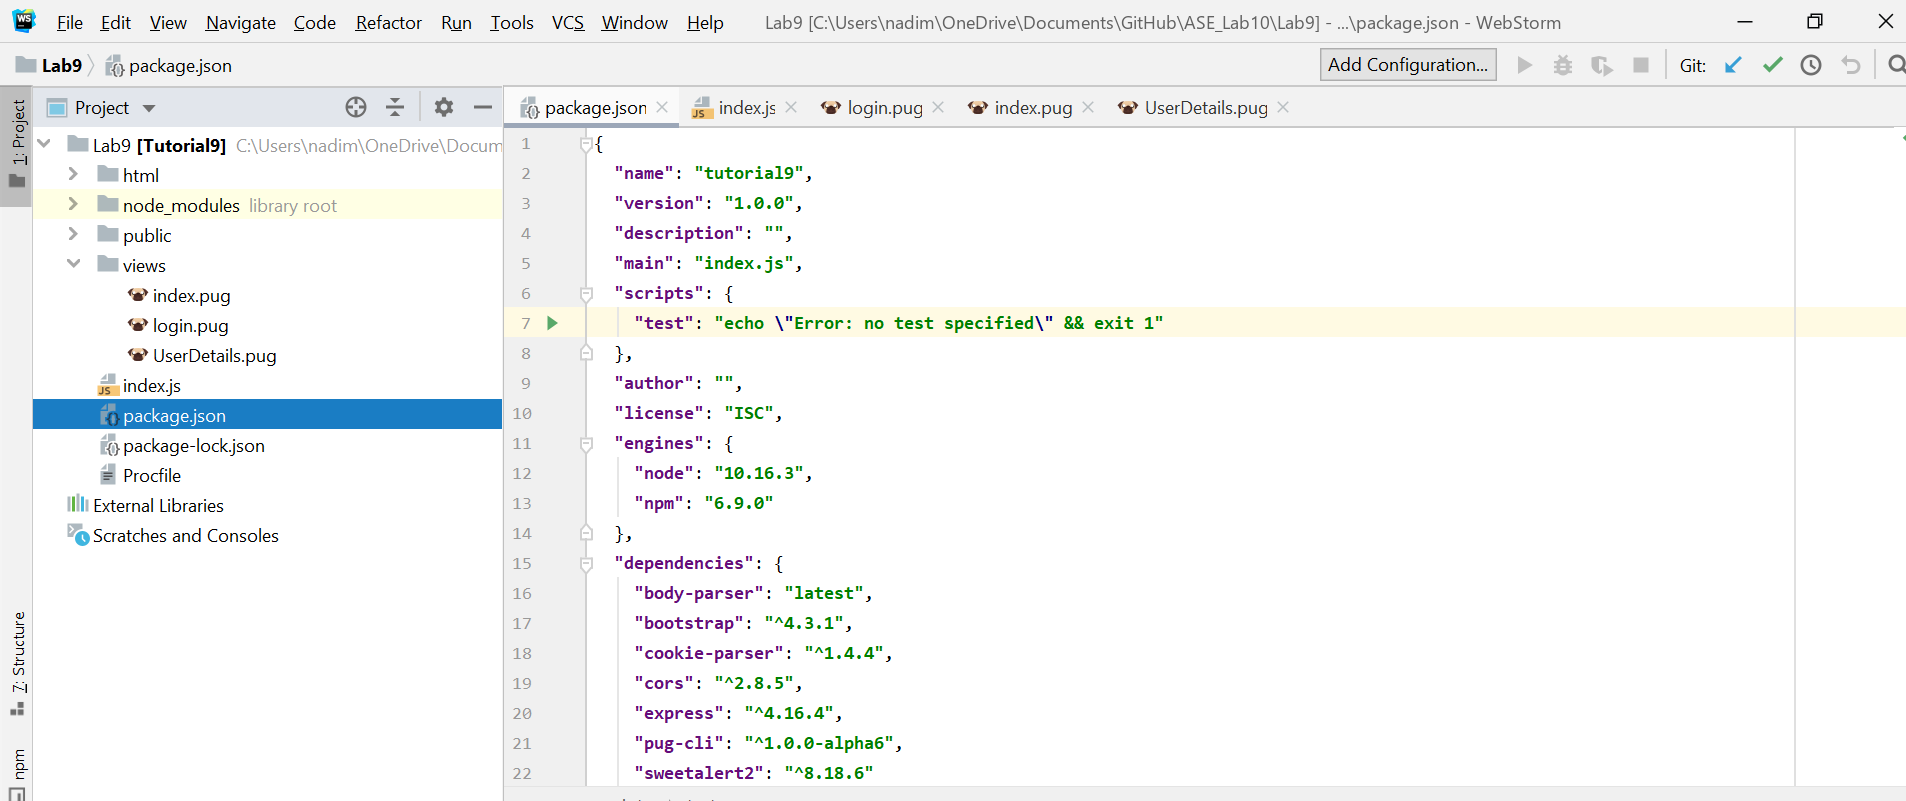 WS File Edit View Navigate Code Refactor Run Tools VCS Window Help Lab9 [C:\Users\nadim\OneDrive\Documents\GitHub\ASE_Lab10\Lab9] - ...\package.json - WebStorm
Lab9 package.json Add Configuration... Git:
Project
package.json index.js login.pug index.pug UserDetails.pug
1: Project
Lab9 [Tutorial9] C:\Users\nadim\OneDrive\Docum
html
node_modules library root
public
views
index.pug
login.pug
UserDetails.pug
index.js
package.json
package-lock.json
Procfile
External Libraries
Scratches and Consoles
7: Structure
npm
1 {
2 "name": "tutorial9",
3 "version": "1.0.0",
4 "description": "",
5 "main": "index.js",
6 "scripts": {
7 "test": "echo \"Error: no test specified\" && exit 1"
8 },
9 "author": "",
10 "license": "ISC",
11 "engines": {
12 "node": "10.16.3",
13 "npm": "6.9.0"
14 },
15 "dependencies": {
16 "body-parser": "latest",
17 "bootstrap": "^4.3.1",
18 "cookie-parser": "^1.4.4",
19 "cors": "^2.8.5",
20 "express": "^4.16.4",
21 "pug-cli": "^1.0.0-alpha6",
22 "sweetalert2": "^8.18.6"